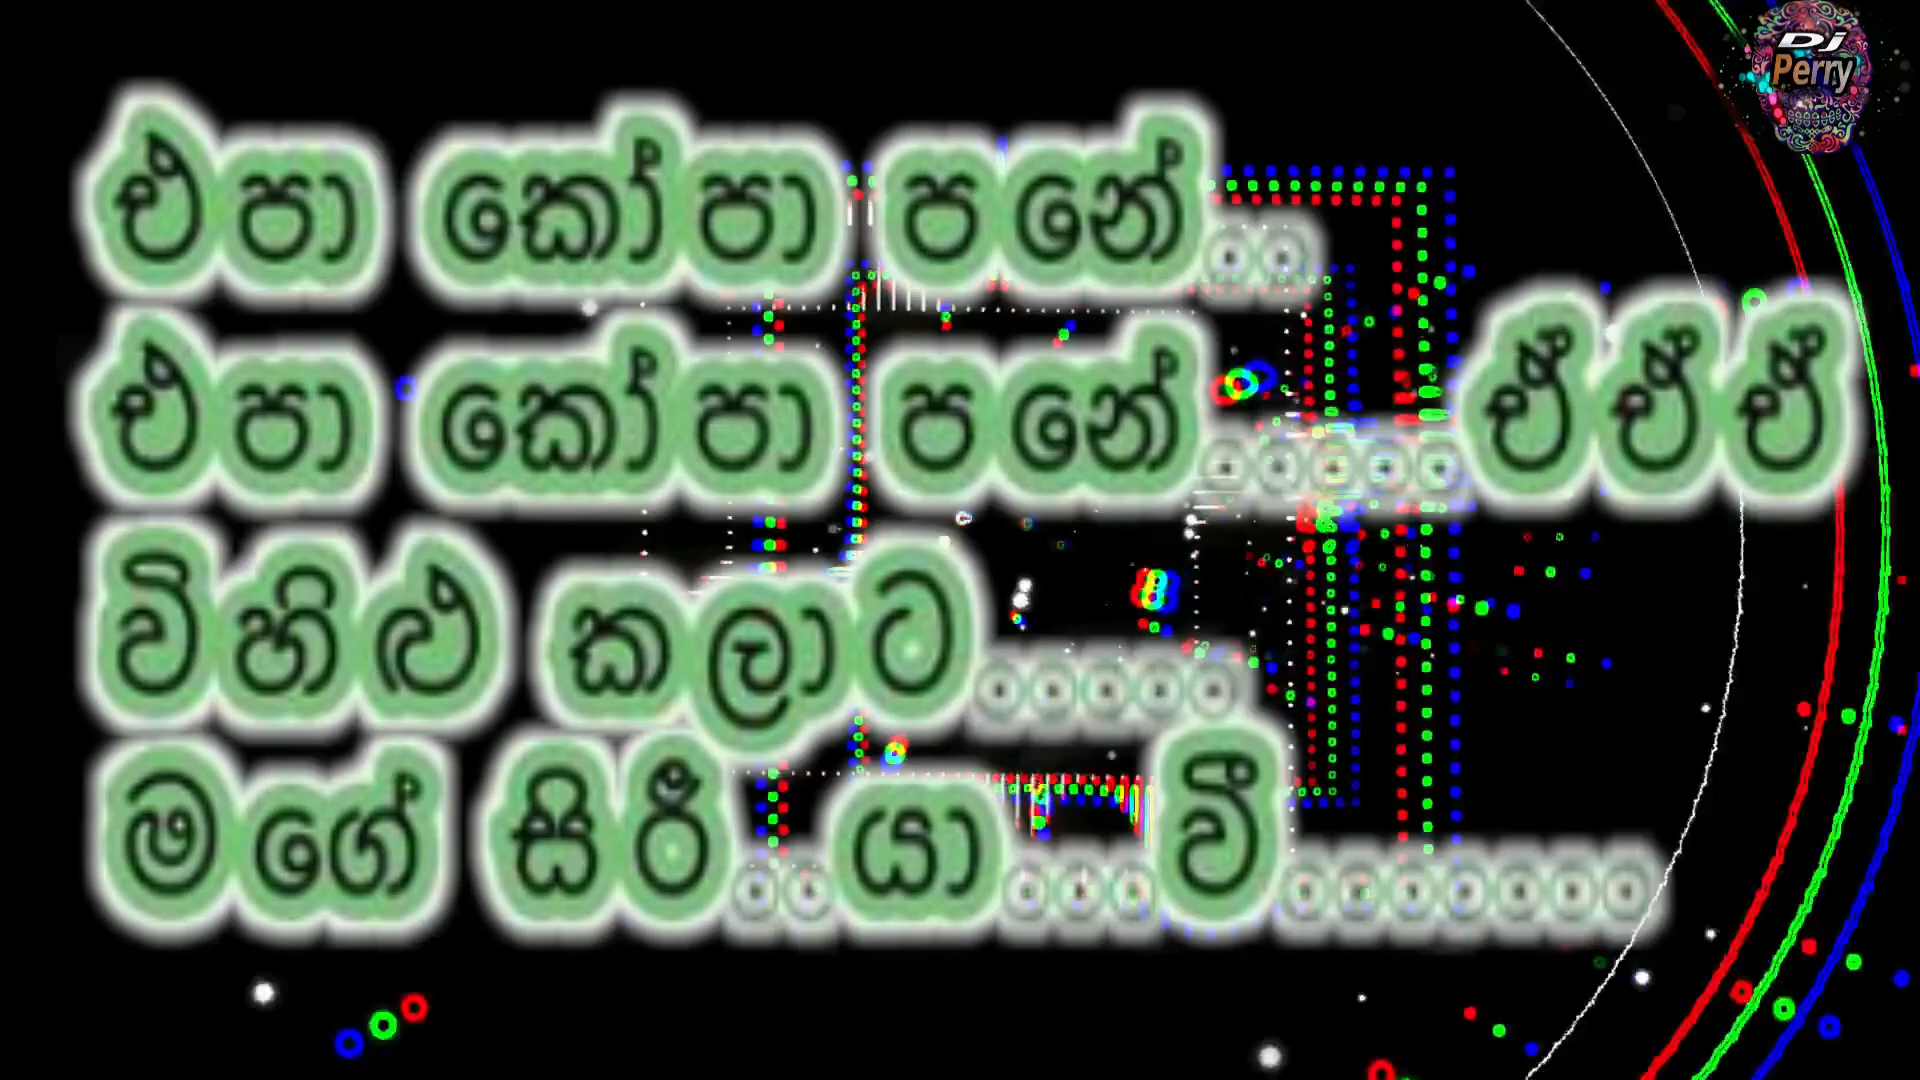 Dj
Perry
එපා කෝපා පනේ..
එපා කෝපා පනේ.....ඒ්ඒ්ඒ්
විහිළු කලාට.....
මගේ සිරි..යා...වී.......